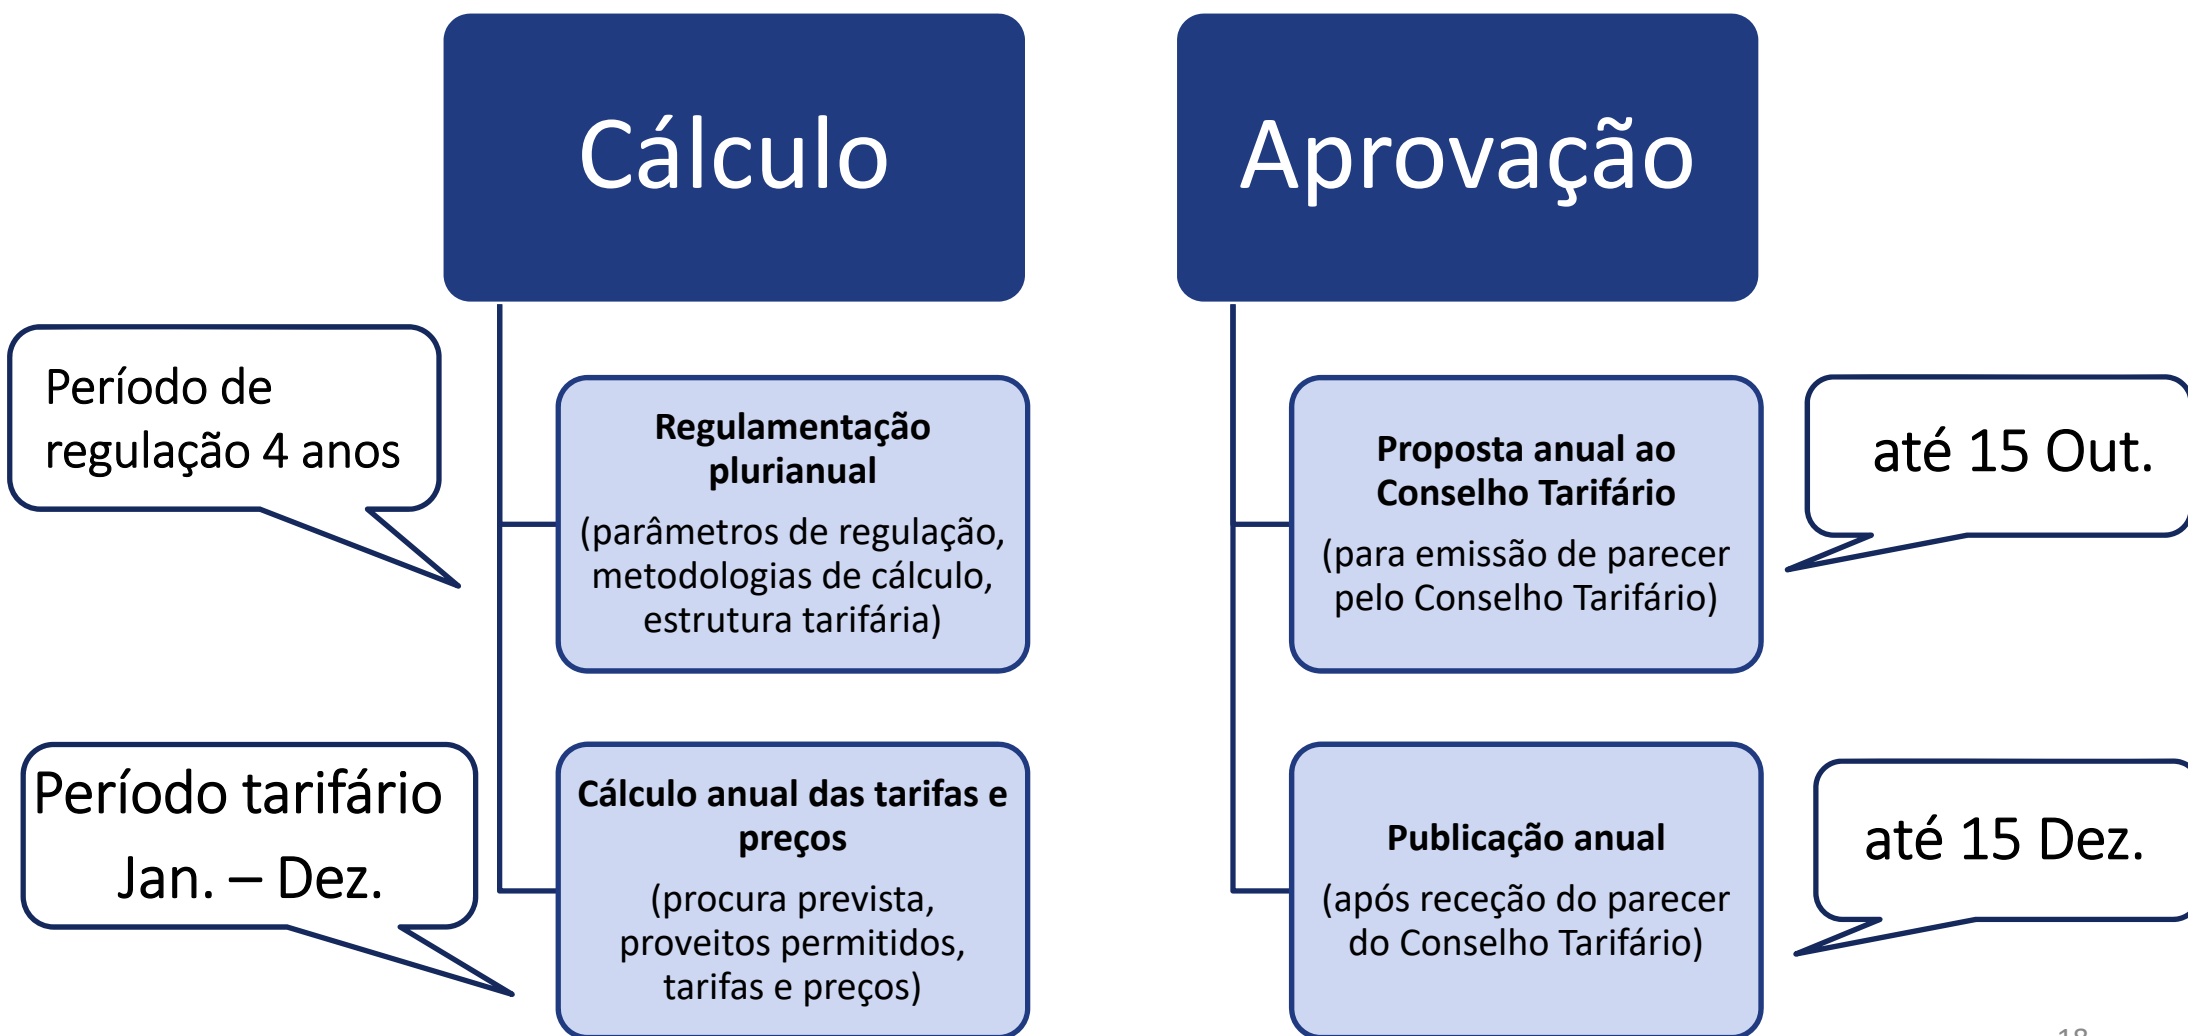 Cálculo
Período de
regulação 4 anos
Regulamentação
plurianual
(parâmetros de regulação,
metodologias de cálculo,
estrutura tarifária)
Período tarifário
Jan. – Dez.
Cálculo anual das tarifas e
preços
(procura prevista,
proveitos permitidos,
tarifas e preços)
Aprovação
Proposta anual ao
Conselho Tarifário
(para emissão de parecer
pelo Conselho Tarifário)
até 15 Out.
Publicação anual
(após receção do parecer
do Conselho Tarifário)
até 15 Dez.
18